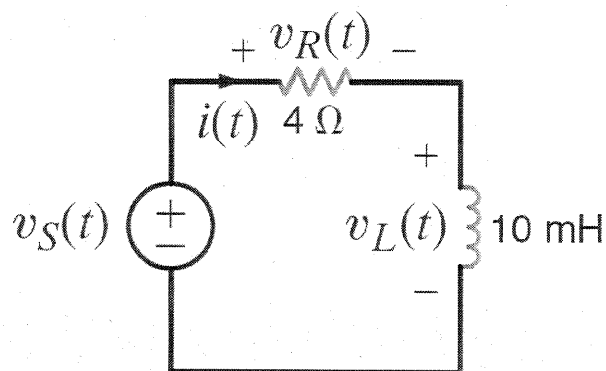 + v_R(t) −
i(t) 4 Ω
+
v_S(t) + − v_L(t) 10 mH
−